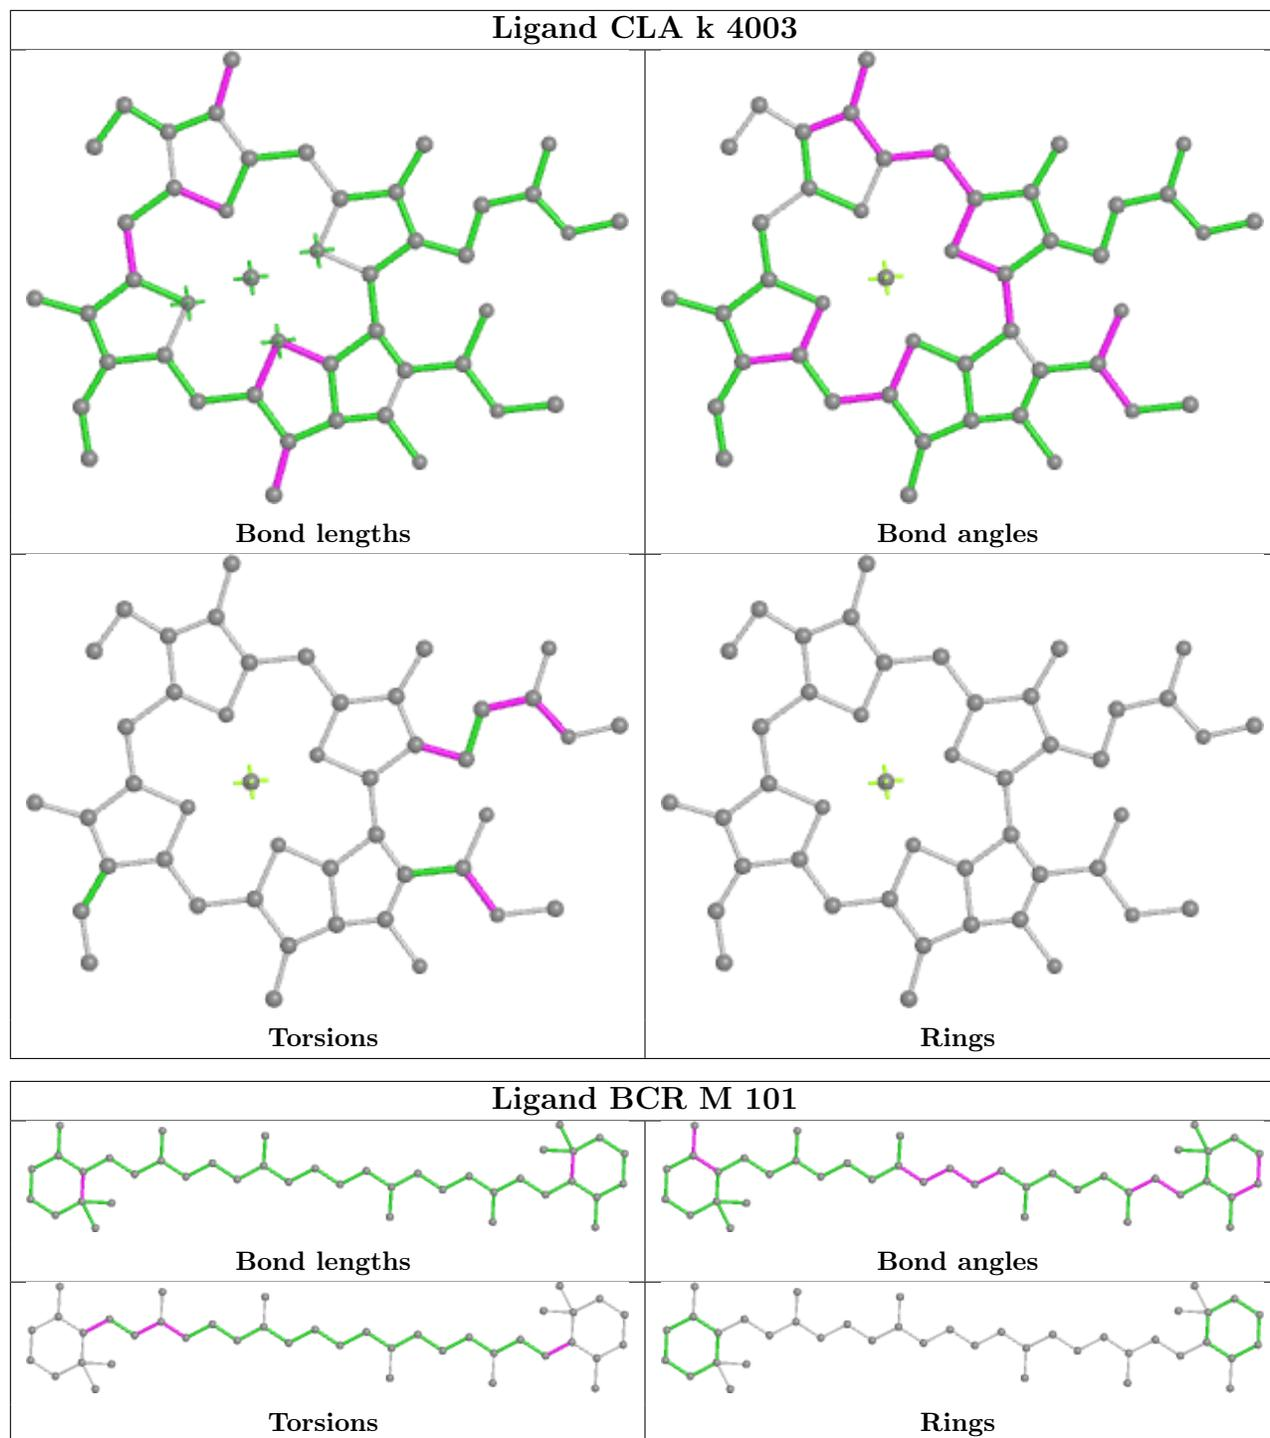 Ligand CLA k 4003
Bond lengths
Bond angles
Torsions
Rings
Ligand BCR M 101
Bond lengths
Bond angles
Torsions
Rings